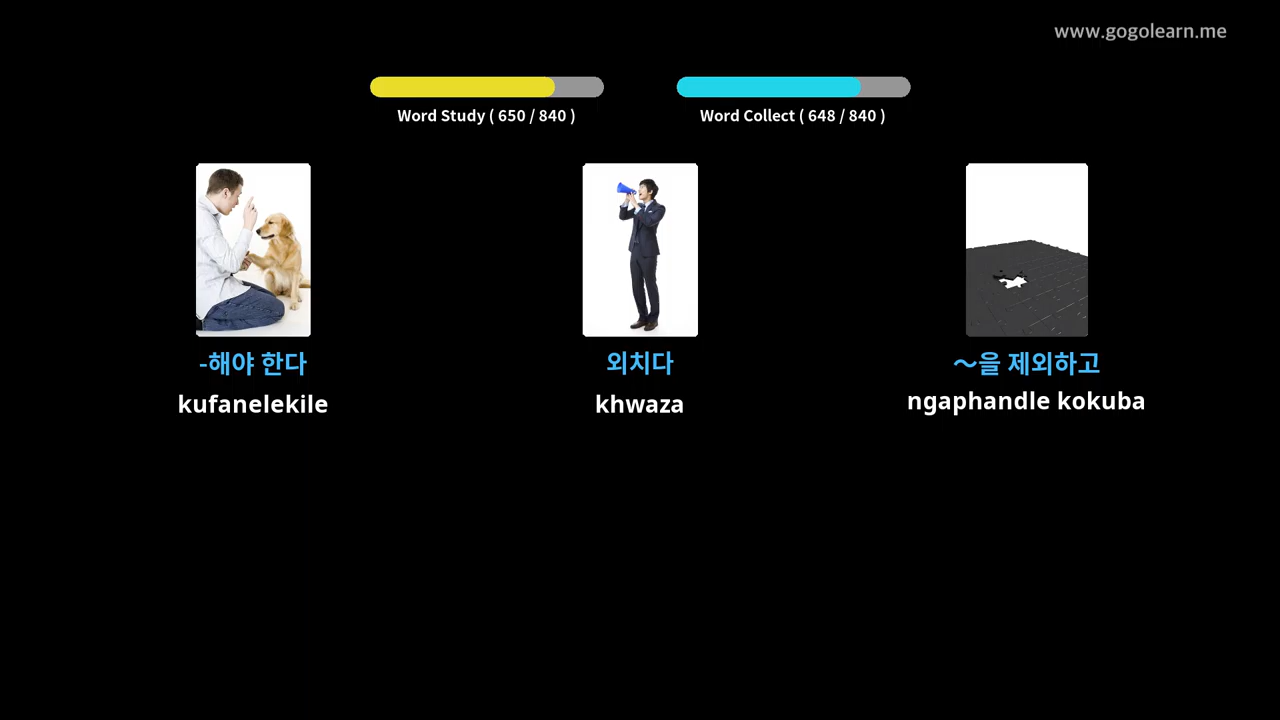 www.gogolearn.me
Word Study ( 650 / 840 )
Word Collect ( 648 / 840 )
-해야 한다
외치다
～을 제외하고
kufanelekile
khwaza
ngaphandle kokuba